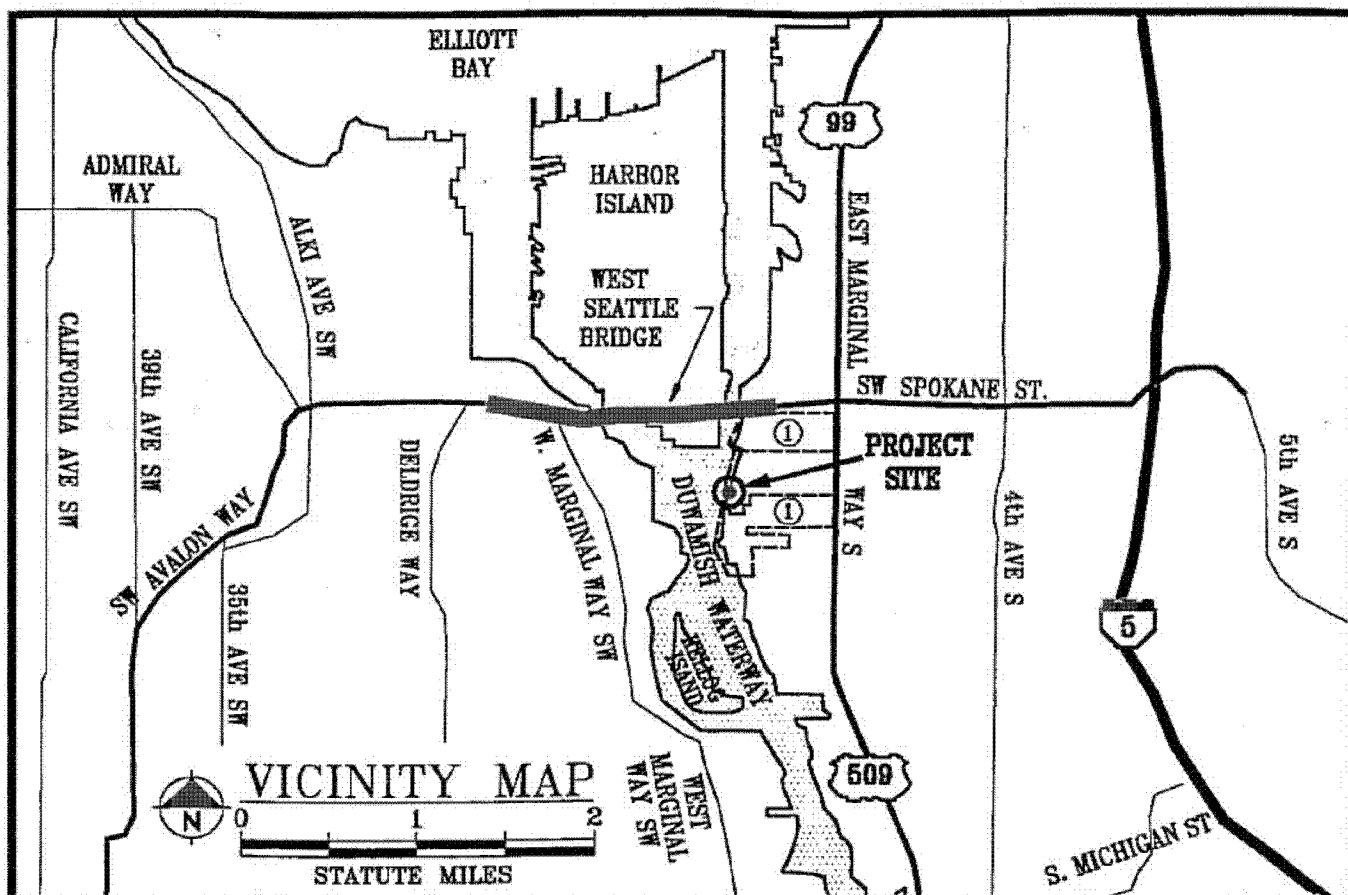 ELLIOTT
BAY
99
ADMIRAL
WAY
HARBOR
ISLAND
ALKI AVE SW
EAST MARGINAL
WAY S
WEST
SEATTLE
BRIDGE
CALIFORNIA AVE SW
39th AVE SW
SW SPOKANE ST.
1
PROJECT
SITE
1
DELDRIGE WAY
W. MARGINAL WAY SW
DUWAMISH WATERWAY
4th AVE S
5th AVE S
SW AVALON WAY
35th AVE SW
KELLOG
ISAND
5
509
VICINITY MAP
N
0 1 2
STATUTE MILES
WEST
MARGINAL
WAY SW
S. MICHIGAN ST